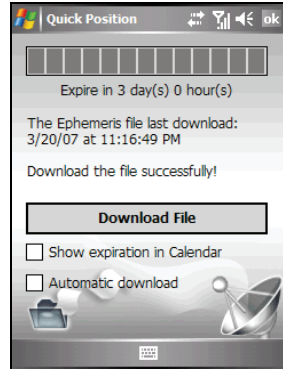 Quick Position
ok
Expire in 3 day(s) 0 hour(s)
The Ephemeris file last download:
3/20/07 at 11:16:49 PM
Download the file successfully!
Download File
Show expiration in Calendar
Automatic download